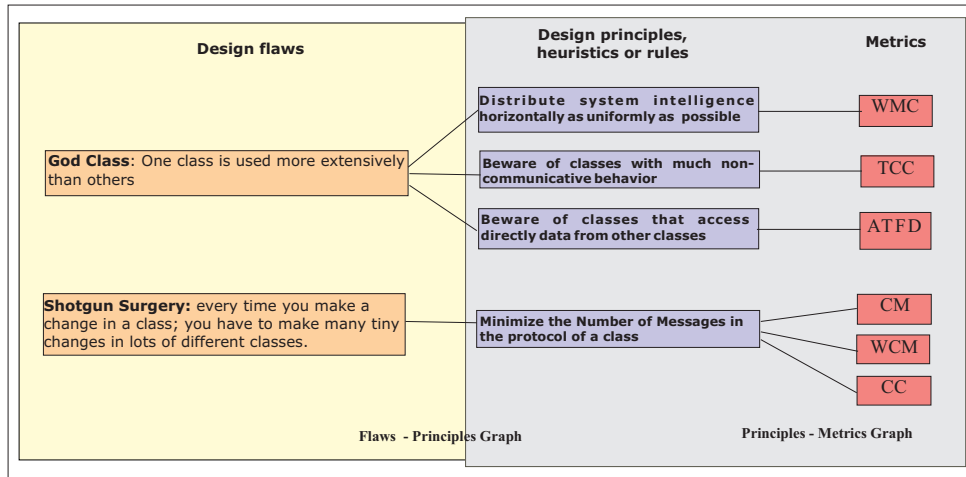 Design flaws
Design principles,
heuristics or rules
Metrics
Distribute system intelligence
horizontally as uniformly as possible
WMC
God Class: One class is used more extensively
than others
Beware of classes with much non-
communicative behavior
TCC
Beware of classes that access
directly data from other classes
ATFD
Shotgun Surgery: every time you make a
change in a class; you have to make many tiny
changes in lots of different classes.
Minimize the Number of Messages in
the protocol of a class
CM
WCM
CC
Flaws - Principles Graph
Principles - Metrics Graph